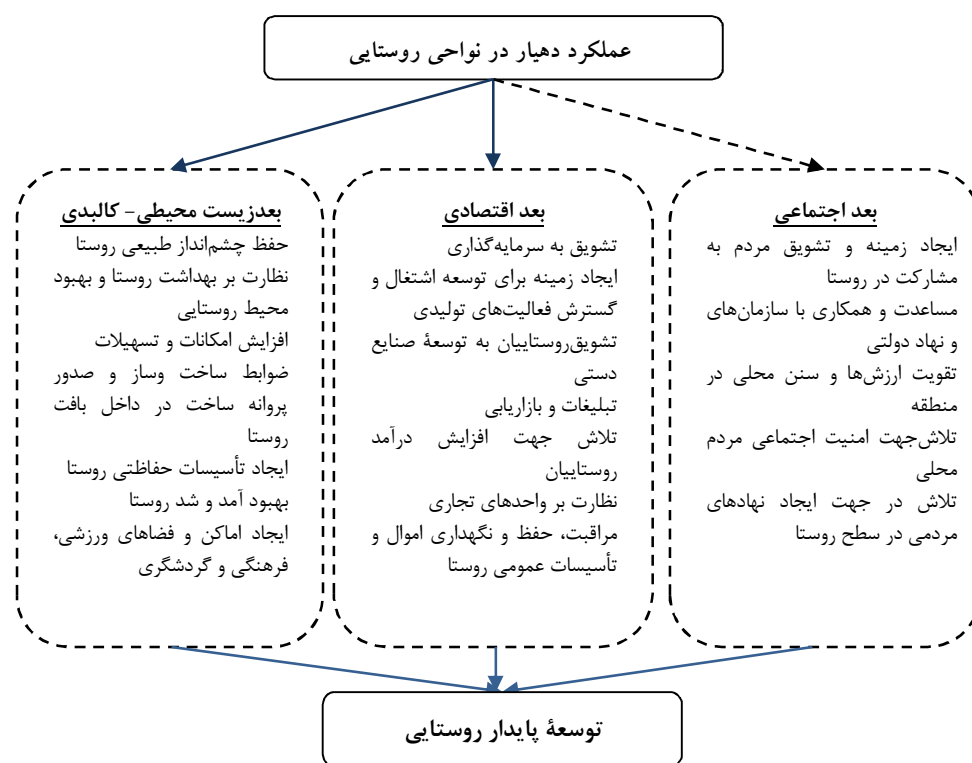 عملکرد دهیار در نواحی روستایی
بعد اجتماعی
ایجاد زمینه و تشویق مردم به
مشارکت در روستا
مساعدت و همکاری با سازمان‌های
و نهاد دولتی
تقویت ارزش‌ها و سنن محلی در
منطقه
تلاش‌جهت امنیت اجتماعی مردم
محلی
تلاش در جهت ایجاد نهادهای
مردمی در سطح روستا
بعد اقتصادی
تشویق به سرمایه‌گذاری
ایجاد زمینه برای توسعه اشتغال و
گسترش فعالیت‌های تولیدی
تشویق‌روستاییان به توسعۀ صنایع
دستی
تبلیغات و بازاریابی
تلاش جهت افزایش درآمد
روستاییان
نظارت بر واحدهای تجاری
مراقبت، حفظ و نگهداری اموال و
تأسیسات عمومی روستا
بعدزیست محیطی- کالبدی
حفظ چشم‌انداز طبیعی روستا
نظارت بر بهداشت روستا و بهبود
محیط روستایی
افزایش امکانات و تسهیلات
ضوابط ساخت وساز و صدور
پروانه ساخت در داخل بافت
روستا
ایجاد تأسیسات حفاظتی روستا
بهبود آمد و شد روستا
ایجاد اماکن و فضاهای ورزشی،
فرهنگی و گردشگری
توسعۀ پایدار روستایی